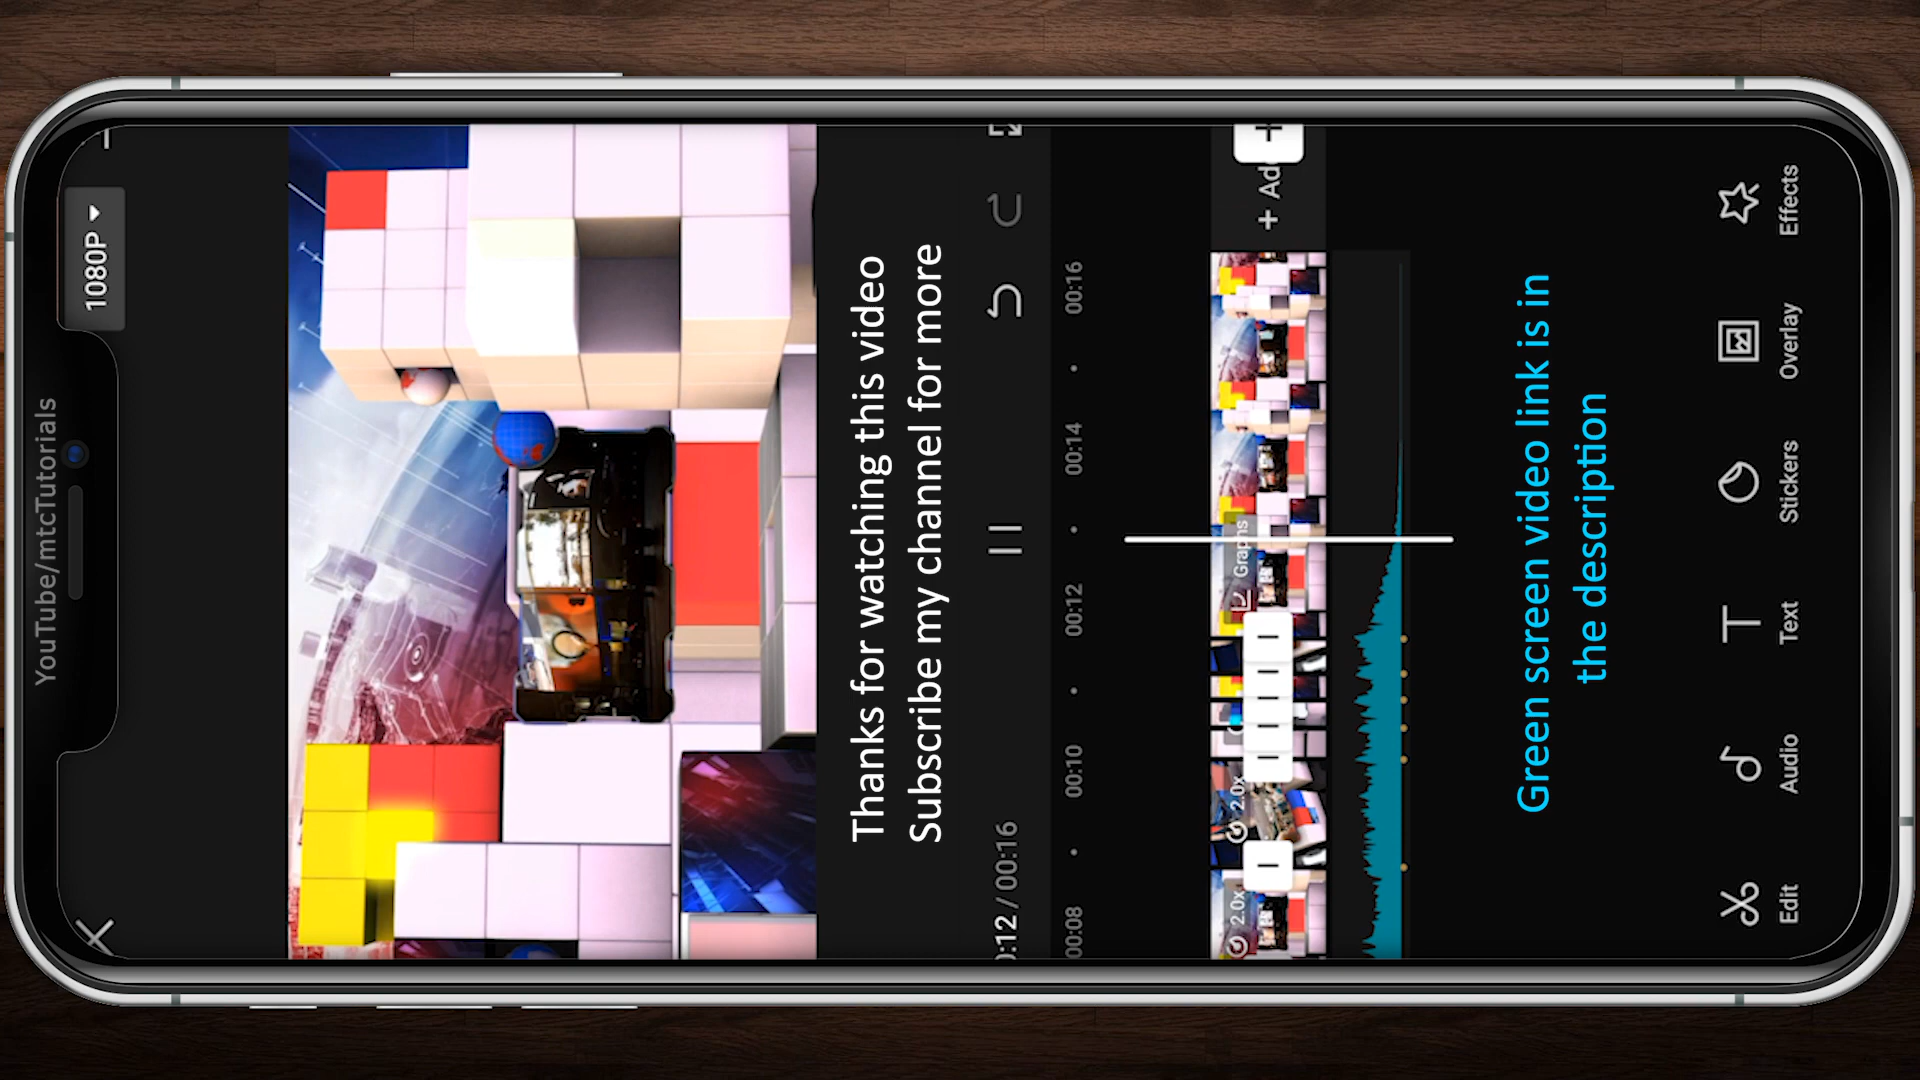 YouTube/mtcTutorials
1080P
Thanks for watching this video
Subscribe my channel for more
:12 / 00:16
00:08
00:10
00:12
00:14
00:16
2.0x
2.0x
Graphs
+ Ad
Green screen video link is in
the description
Edit
Audio
Text
Stickers
Overlay
Effects